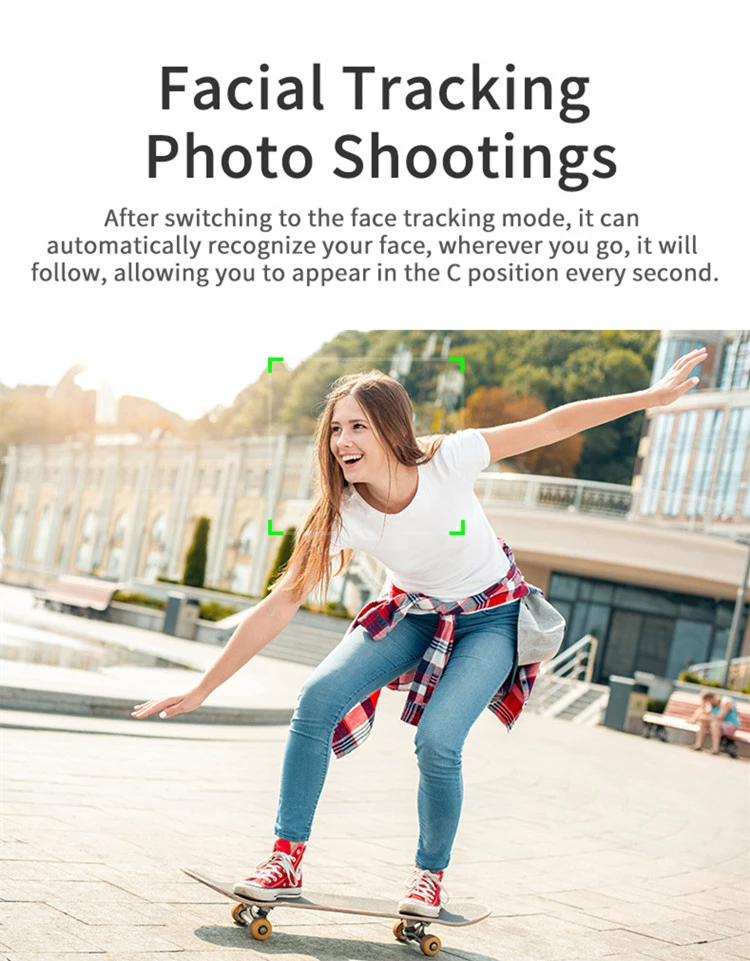 Facial Tracking
Photo Shootings
After switching to the face tracking mode, it can
automatically recognize your face, wherever you go, it will
follow, allowing you to appear in the C position every second.